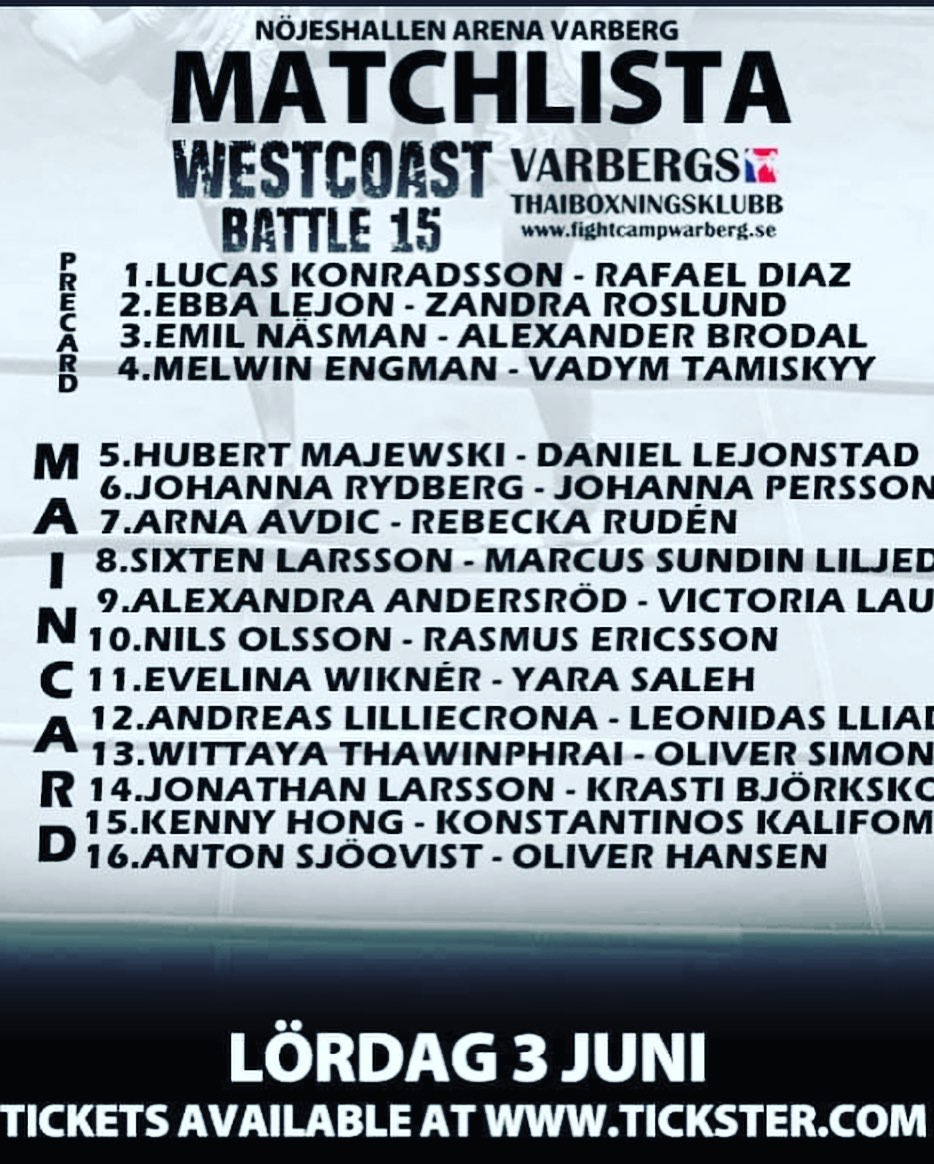 NÖJESHALLEN ARENA VARBERG
MATCHLISTA
WESTCOAST
BATTLE 15
VARBERGS
THAIBOXNINGSKLUBB
www.fightcampwarberg.se
PRECARD
1.LUCAS KONRADSSON - RAFAEL DIAZ
2.EBBA LEJON - ZANDRA ROSLUND
3.EMIL NÄSMAN - ALEXANDER BRODAL
4.MELWIN ENGMAN - VADYM TAMISKYY
MAINCARD
5.HUBERT MAJEWSKI - DANIEL LEJONSTAD
6.JOHANNA RYDBERG - JOHANNA PERSSON
7.ARNA AVDIC - REBECKA RUDÉN
8.SIXTEN LARSSON - MARCUS SUNDIN LILJED
9.ALEXANDRA ANDERSRÖD - VICTORIA LAU
10.NILS OLSSON - RASMUS ERICSSON
11.EVELINA WIKNÉR - YARA SALEH
12.ANDREAS LILLIECRONA - LEONIDAS LLIAD
13.WITTAYA THAWINPHRAI - OLIVER SIMON
14.JONATHAN LARSSON - KRASTI BJÖRKSKO
15.KENNY HONG - KONSTANTINOS KALIFOM
16.ANTON SJÖQVIST - OLIVER HANSEN
LÖRDAG 3 JUNI
TICKETS AVAILABLE AT WWW.TICKSTER.COM